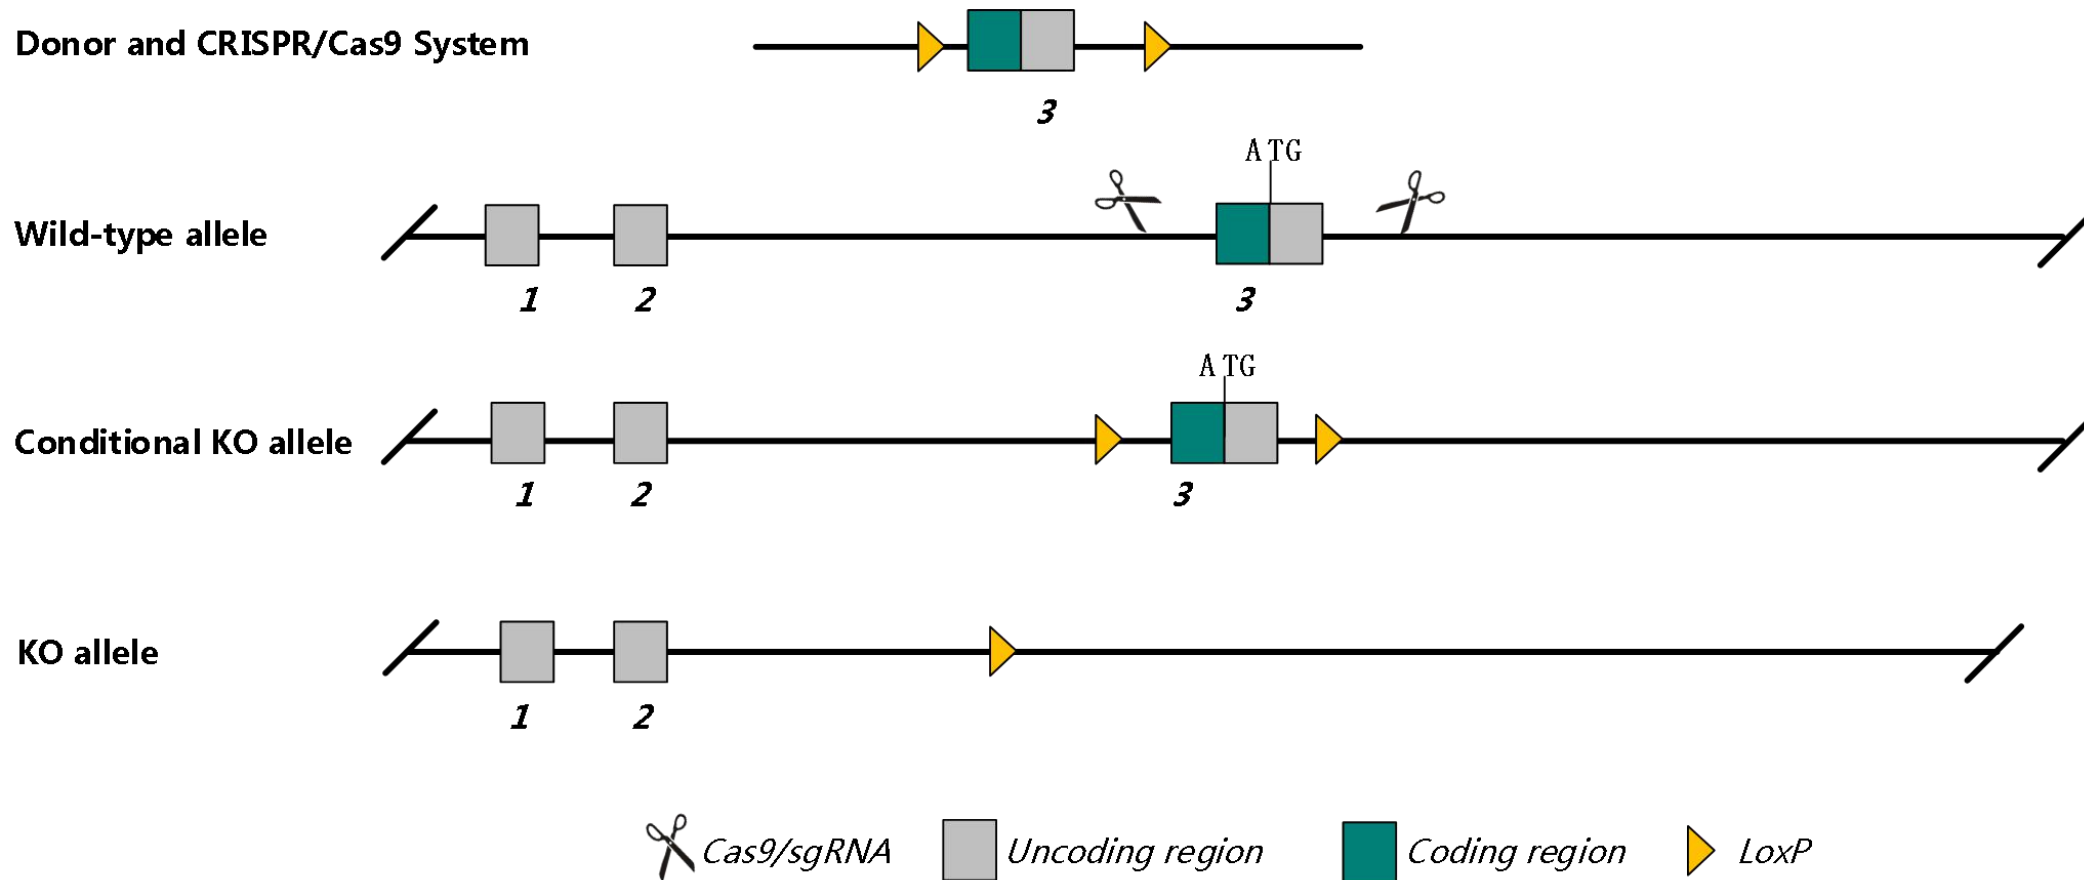 Donor and CRISPR/Cas9 System
3
ATG
Wild-type allele
1 2 3
ATG
Conditional KO allele
1 2 3
KO allele
1 2
Cas9/sgRNA Uncoding region Coding region LoxP